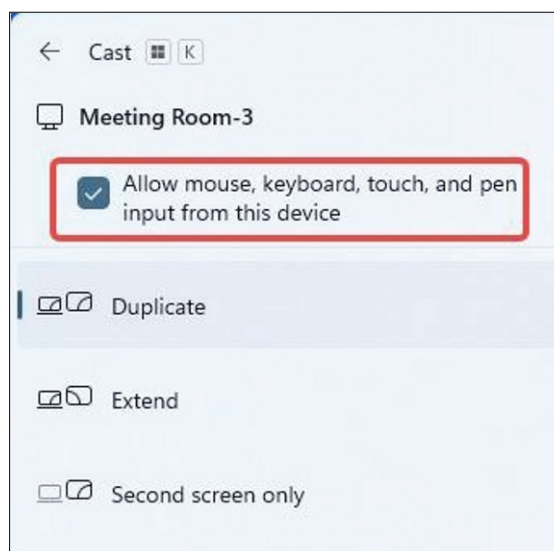 Cast K
Meeting Room-3
Allow mouse, keyboard, touch, and pen
input from this device
Duplicate
Extend
Second screen only